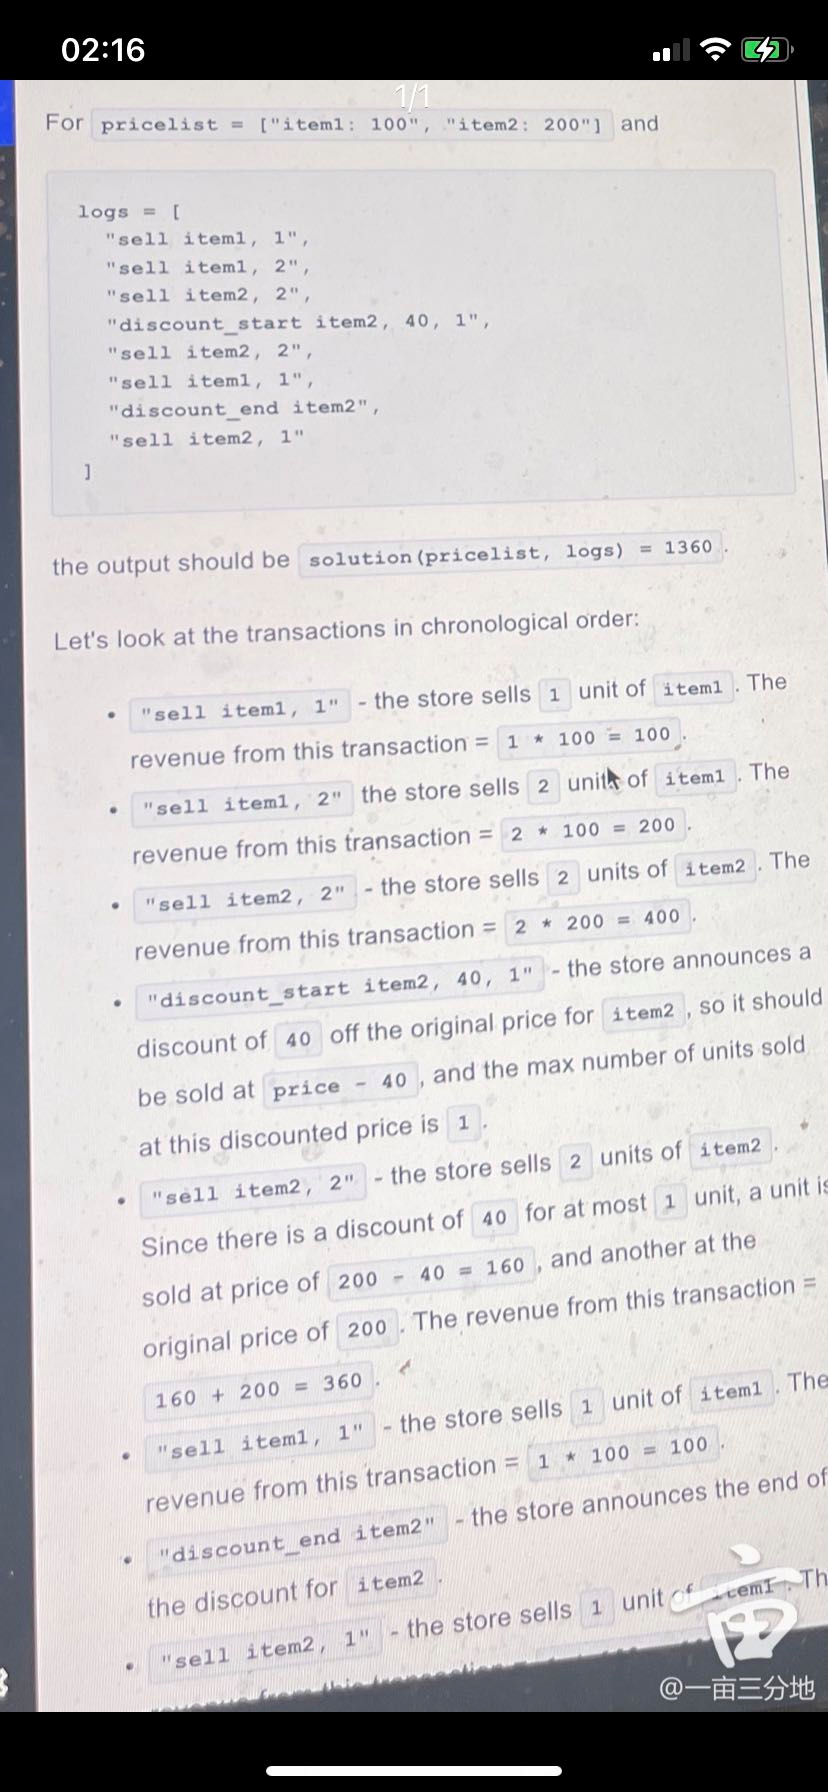 02:16
1/1
For pricelist = ["item1: 100", "item2: 200"] and
logs = [
"sell item1, 1",
"sell item1, 2",
"sell item2, 2",
"discount_start item2, 40, 1",
"sell item2, 2",
"sell item1, 1",
"discount_end item2",
"sell item2, 1"
]
the output should be solution(pricelist, logs) = 1360.
Let's look at the transactions in chronological order:
• "sell item1, 1" - the store sells 1 unit of item1. The
revenue from this transaction = 1 * 100 = 100.
• "sell item1, 2" the store sells 2 units of item1. The
revenue from this transaction = 2 * 100 = 200.
• "sell item2, 2" - the store sells 2 units of item2. The
revenue from this transaction = 2 * 200 = 400.
• "discount_start item2, 40, 1" - the store announces a
discount of 40 off the original price for item2, so it should
be sold at price - 40, and the max number of units sold
at this discounted price is 1.
• "sell item2, 2" - the store sells 2 units of item2.
Since there is a discount of 40 for at most 1 unit, a unit is
sold at price of 200 - 40 = 160, and another at the
original price of 200. The revenue from this transaction =
160 + 200 = 360.
• "sell item1, 1" - the store sells 1 unit of item1. The
revenue from this transaction = 1 * 100 = 100.
• "discount_end item2" - the store announces the end of
the discount for item2.
• "sell item2, 1" - the store sells 1 unit of item1. Th
from this transaction
@一亩三分地